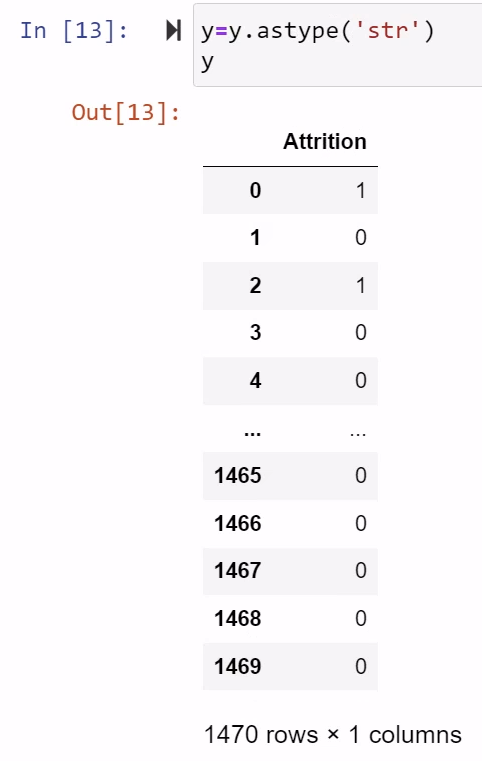 In [13]: y=y.astype('str')
y
Out[13]:
Attrition
0 1
1 0
2 1
3 0
4 0
... ...
1465 0
1466 0
1467 0
1468 0
1469 0
1470 rows × 1 columns